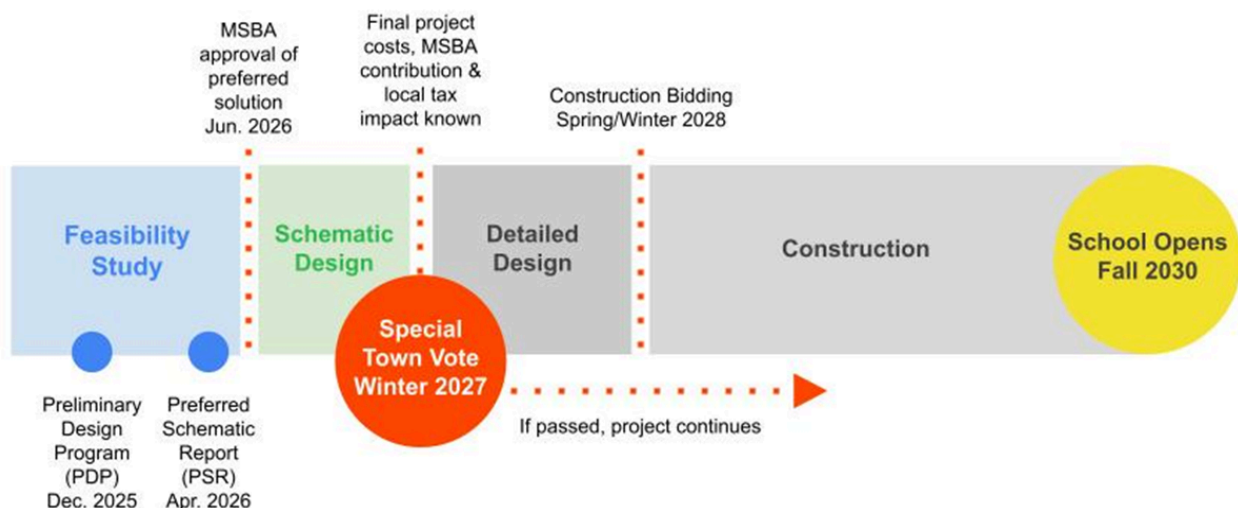 MSBA
approval of
preferred
solution
Jun. 2026
Final project
costs, MSBA
contribution &
local tax
impact known
Construction Bidding
Spring/Winter 2028
Feasibility
Study
Schematic
Design
Detailed
Design
Construction
School Opens
Fall 2030
Special
Town Vote
Winter 2027
If passed, project continues
Preliminary
Design
Program
(PDP)
Dec. 2025
Preferred
Schematic
Report
(PSR)
Apr. 2026